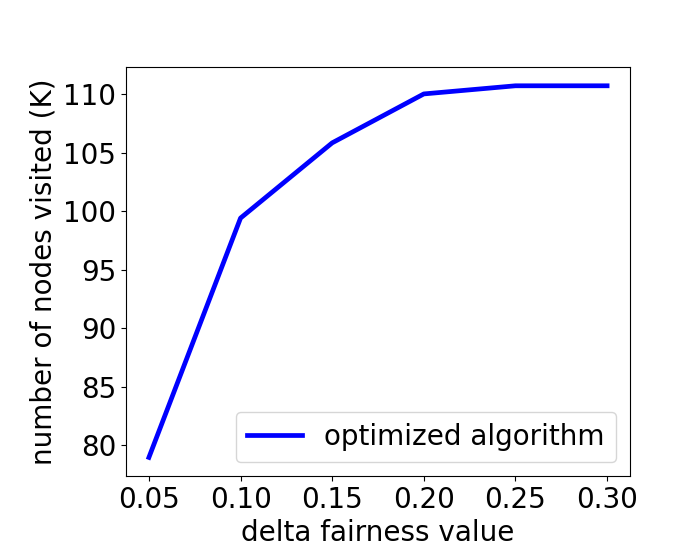 number of nodes visited (K)
110
105
100
95
90
85
80
optimized algorithm
0.05 0.10 0.15 0.20 0.25 0.30
delta fairness value